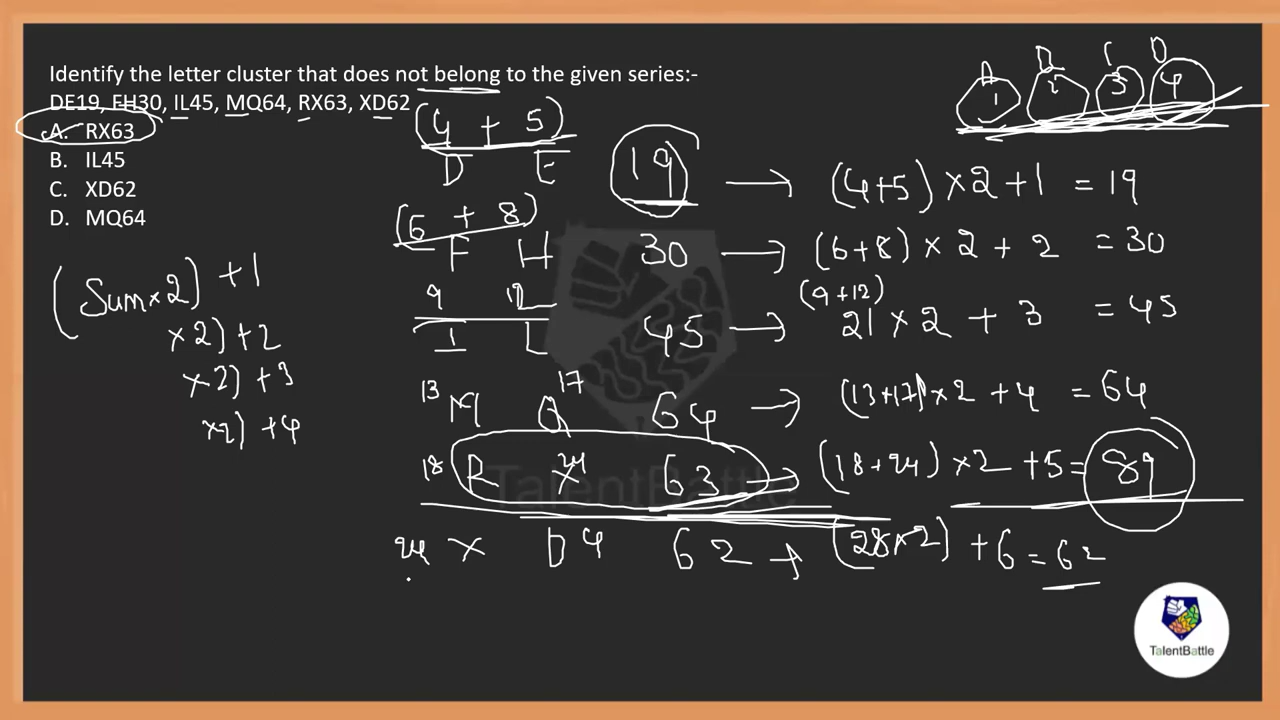 Identify the letter cluster that does not belong to the given series:-
DE19, FH30, IL45, MQ64, RX63, XD62
A. RX63
B. IL45
C. XD62
D. MQ64
1 2 3 4
(4 + 5)
D E 19 → (4+5) ×2 +1 = 19
(6 + 8)
F H 30 → (6+8) × 2 + 2 = 30
(Sum×2) +1
×2) +2
×2) +3
×2) +4
9 12 (9 +12)
I L 45 → 21 × 2 + 3 = 45
13 M Q 17 64 → (13+17) ×2 +4 = 64
18 R X 24 63 → (18+24) ×2 +5 = 89
24 X D 4 62 → (28×2) +6 = 62
TalentBattle
TalentBattle